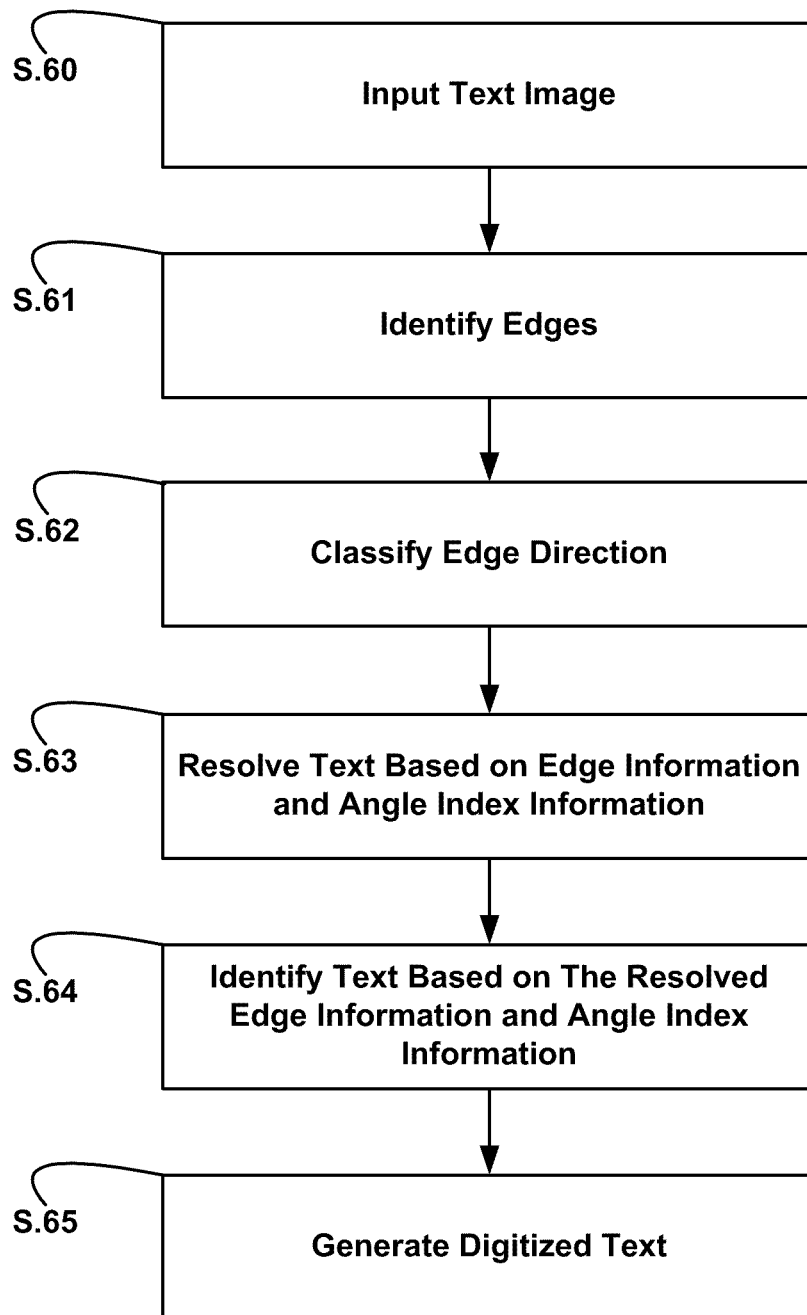 S.60
Input Text Image
S.61
Identify Edges
S.62
Classify Edge Direction
S.63
Resolve Text Based on Edge Information
and Angle Index Information
S.64
Identify Text Based on The Resolved
Edge Information and Angle Index
Information
S.65
Generate Digitized Text